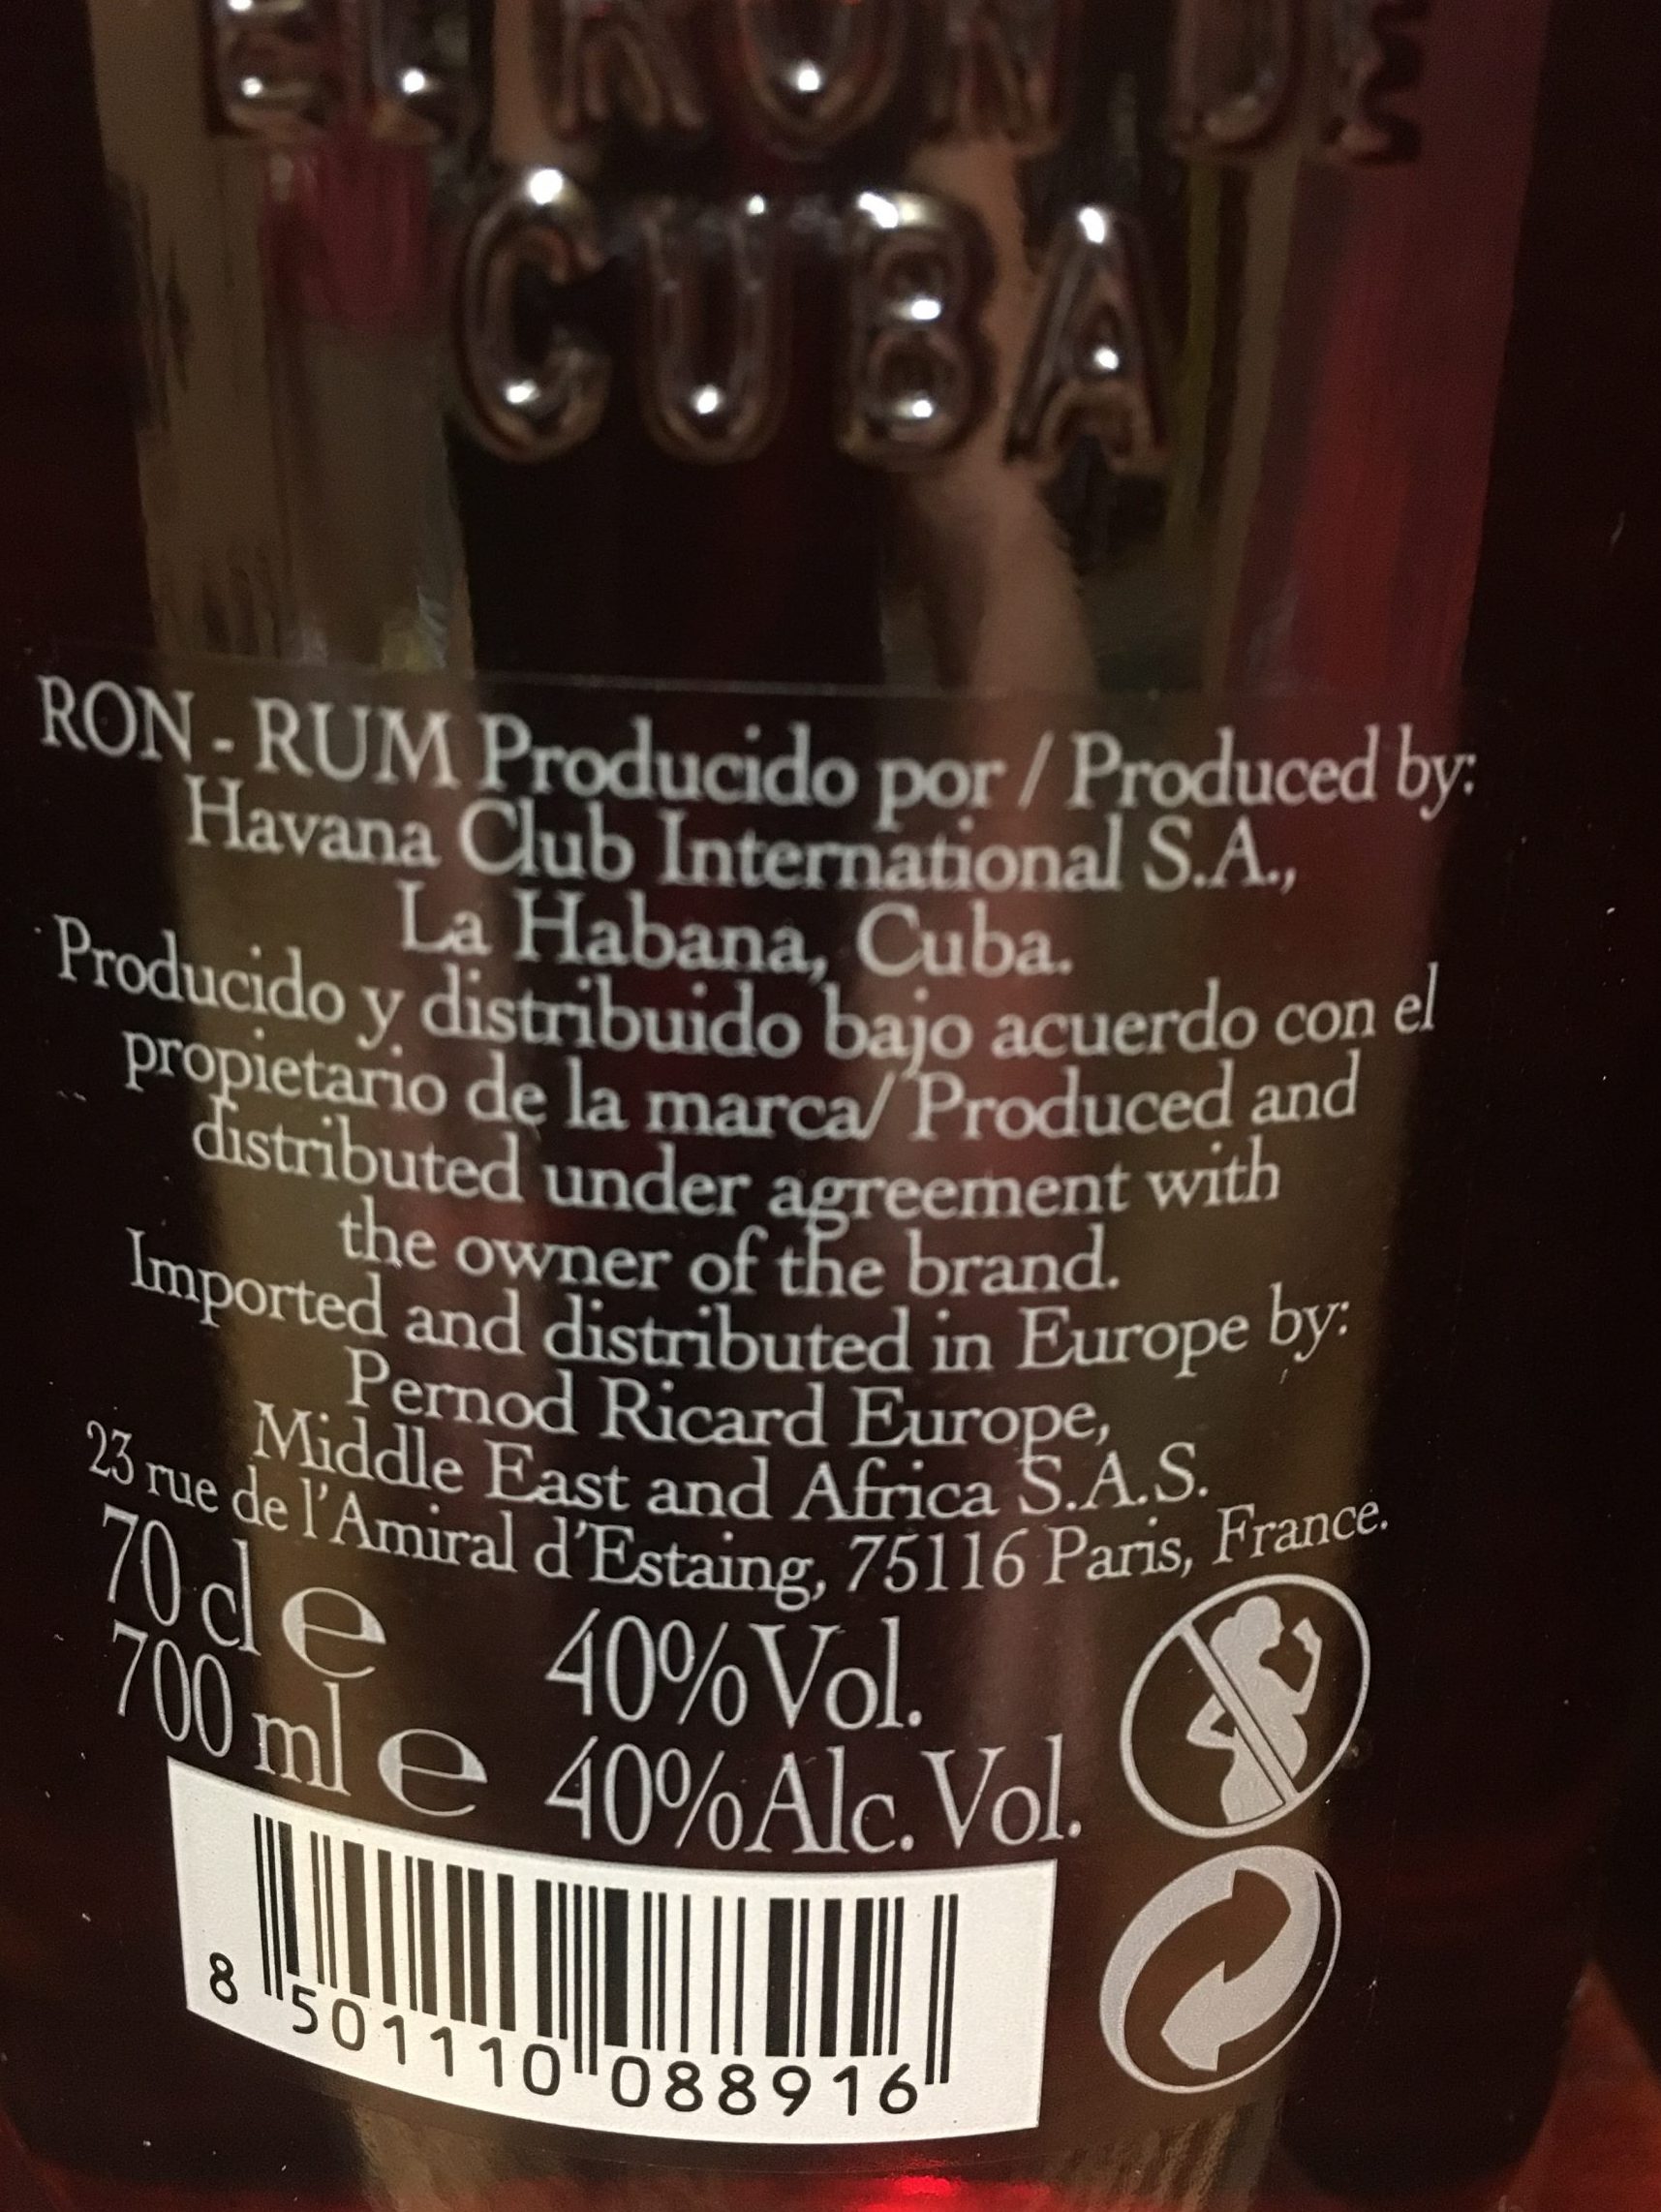 EL RON DE
CUBA
RON - RUM Producido por / Produced by:
Havana Club International S.A.,
La Habana, Cuba.
Producido y distribuido bajo acuerdo con el
propietario de la marca/ Produced and
distributed under agreement with
the owner of the brand.
Imported and distributed in Europe by:
Pernod Ricard Europe,
Middle East and Africa S.A.S.
23 rue de l'Amiral d'Estaing, 75116 Paris, France.
70 cl e 40%Vol.
700 ml e 40%Alc. Vol.
8 501110 088916